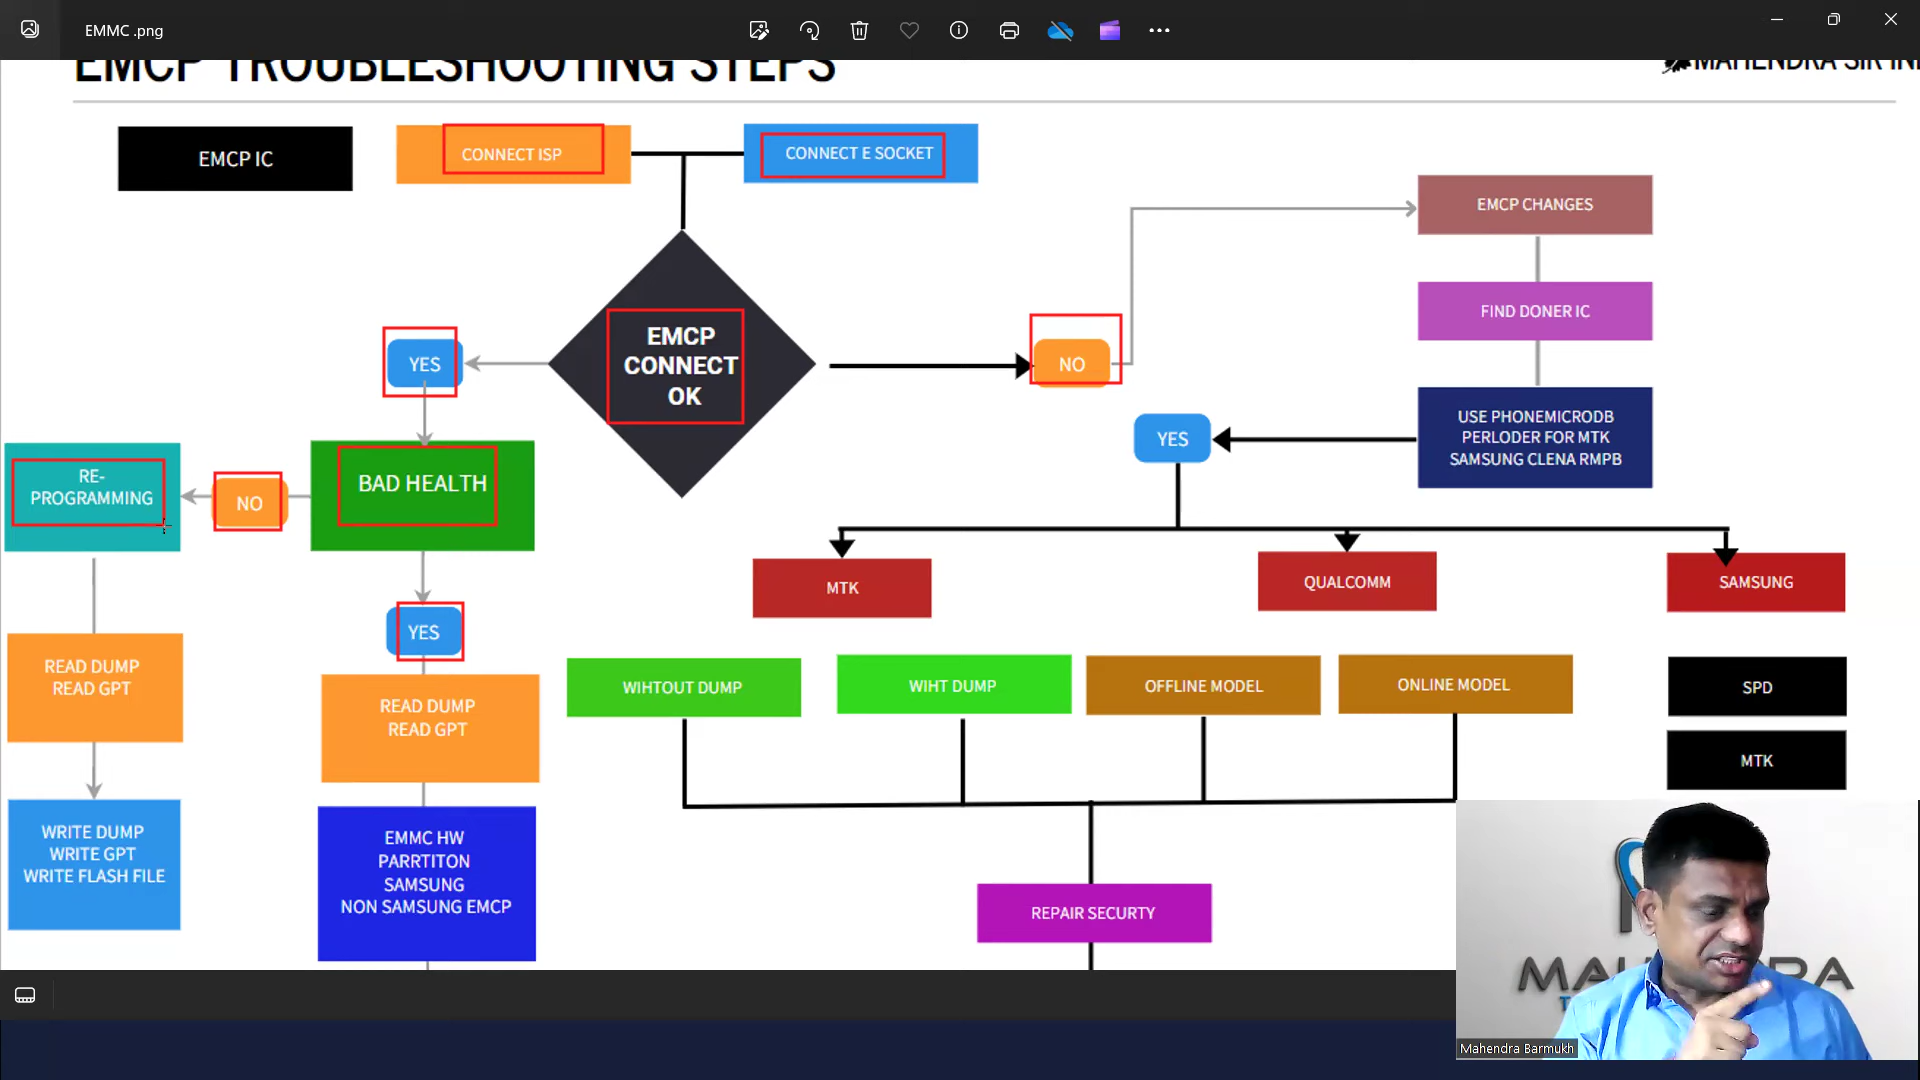 EMMC .png
EMCP TROUBLESHOOTING STEPS
MAHENDRA SIR
EMCP IC
CONNECT ISP
CONNECT E SOCKET
EMCP CHANGES
FIND DONER IC
EMCP
CONNECT
OK
YES
NO
USE PHONEMICRODB
PERLODER FOR MTK
SAMSUNG CLENA RMPB
YES
RE-
PROGRAMMING
NO
BAD HEALTH
MTK
QUALCOMM
SAMSUNG
YES
READ DUMP
READ GPT
READ DUMP
READ GPT
WIHTOUT DUMP
WIHT DUMP
OFFLINE MODEL
ONLINE MODEL
SPD
MTK
WRITE DUMP
WRITE GPT
WRITE FLASH FILE
EMMC HW
PARRTITON
SAMSUNG
NON SAMSUNG EMCP
REPAIR SECURTY
Mahendra Barmukh